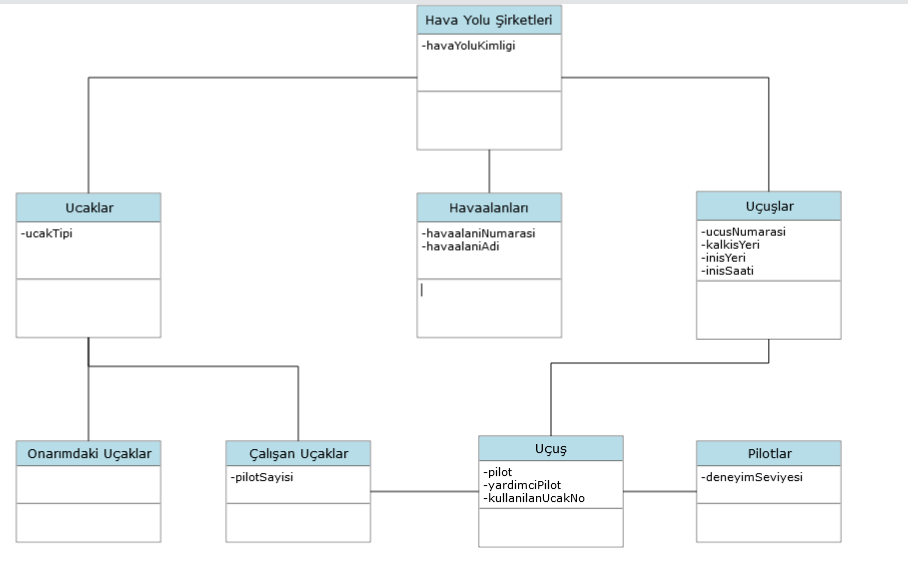 Hava Yolu Şirketleri
-havaYoluKimligi
Ucaklar
-ucakTipi
Havaalanları
-havaalaniNumarasi
-havaalaniAdi
Uçuşlar
-ucusNumarasi
-kalkisYeri
-inisYeri
-inisSaati
Onarımdaki Uçaklar
Çalışan Uçaklar
-pilotSayisi
Uçuş
-pilot
-yardimciPilot
-kullanilanUcakNo
Pilotlar
-deneyimSeviyesi